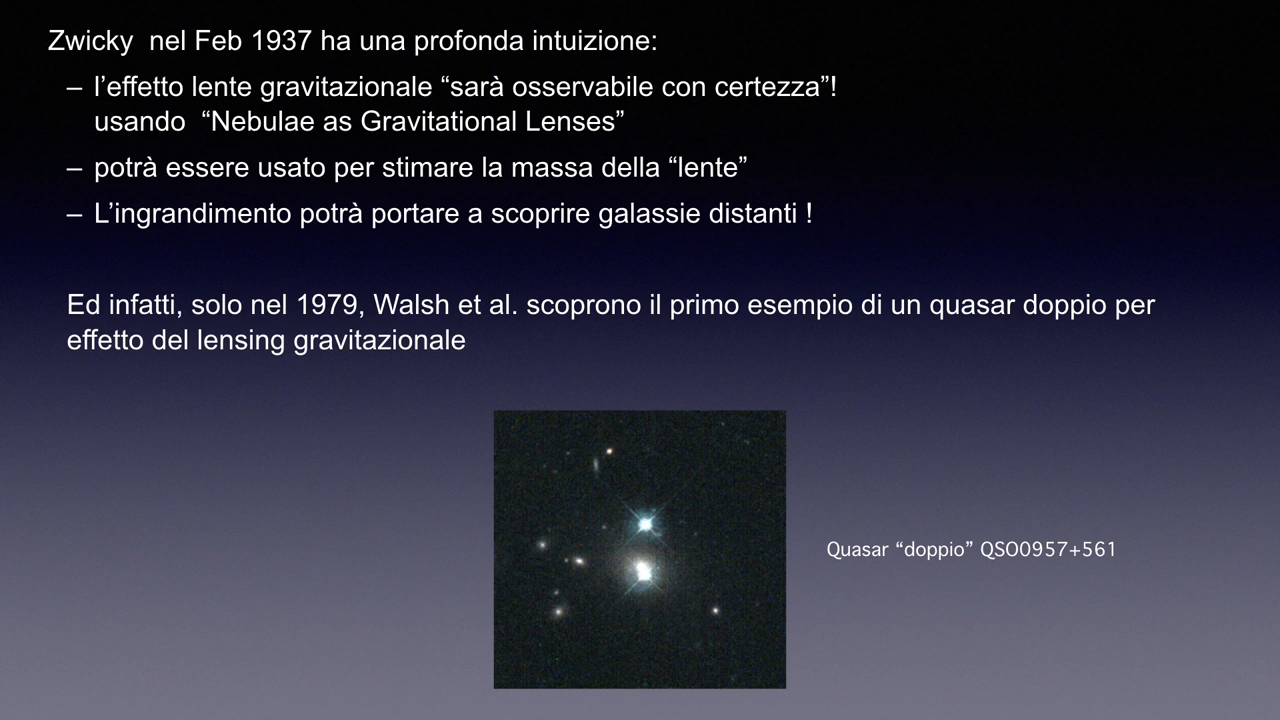 Zwicky  nel Feb 1937 ha una profonda intuizione:
– l’effetto lente gravitazionale “sarà osservabile con certezza”!
usando  “Nebulae as Gravitational Lenses”
– potrà essere usato per stimare la massa della “lente”
– L’ingrandimento potrà portare a scoprire galassie distanti !
Ed infatti, solo nel 1979, Walsh et al. scoprono il primo esempio di un quasar doppio per
effetto del lensing gravitazionale
Quasar “doppio” QSO0957+561